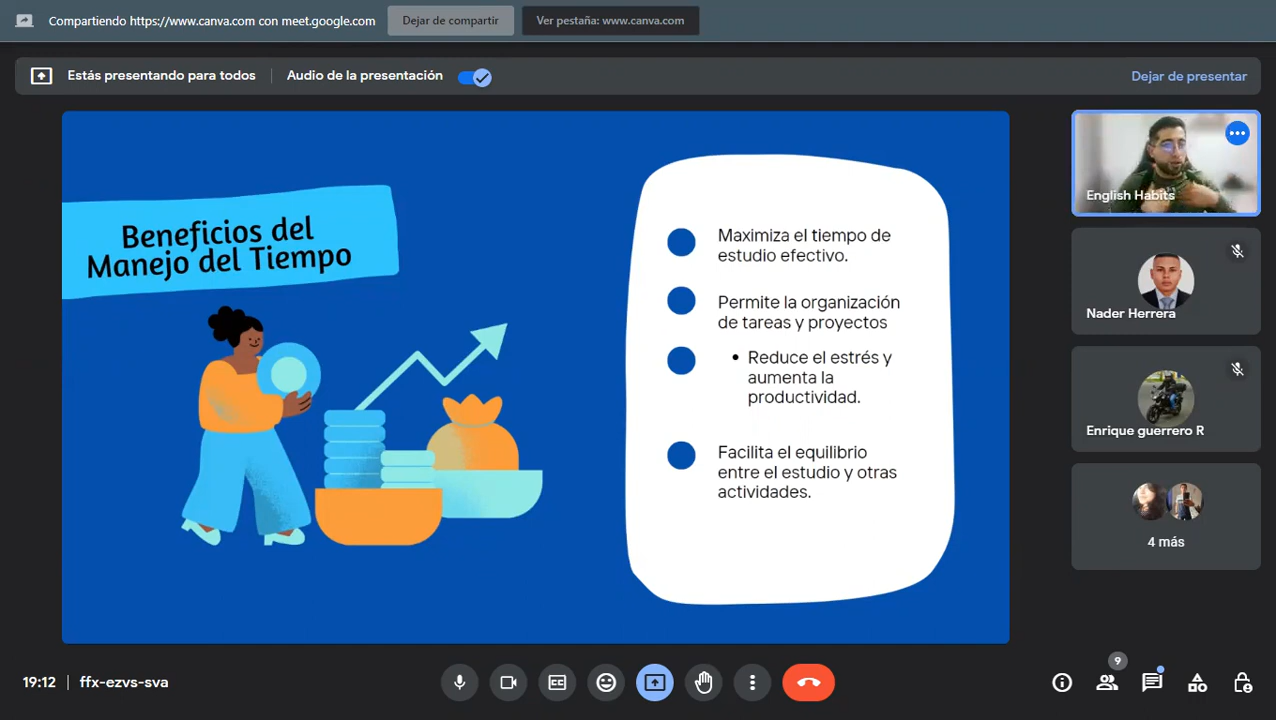 Compartiendo https://www.canva.com con meet.google.com
Dejar de compartir
Ver pestaña: www.canva.com
Estás presentando para todos
Audio de la presentación
Dejar de presentar
Beneficios del
Manejo del Tiempo
Maximiza el tiempo de
estudio efectivo.
Permite la organización
de tareas y proyectos
• Reduce el estrés y
aumenta la
productividad.
Facilita el equilibrio
entre el estudio y otras
actividades.
English Habits
Nader Herrera
Enrique guerrero R
4 más
19:12 | ffx-ezvs-sva
9